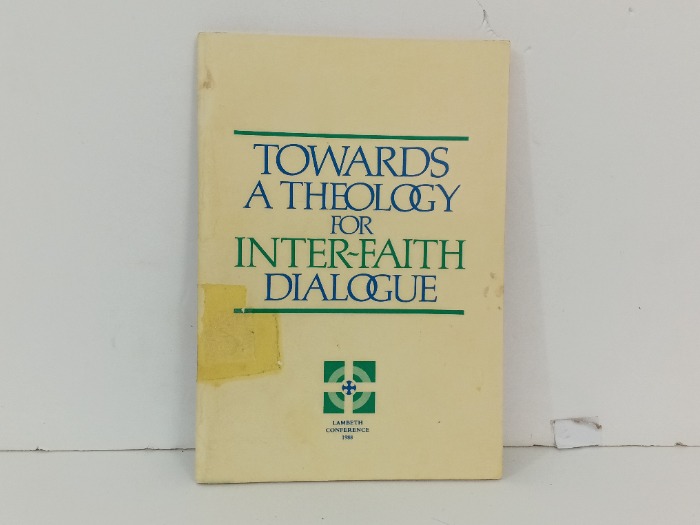 TOWARDS
A THEOLOGY
FOR
INTER-FAITH
DIALOGUE
LAMBETH
CONFERENCE
1988